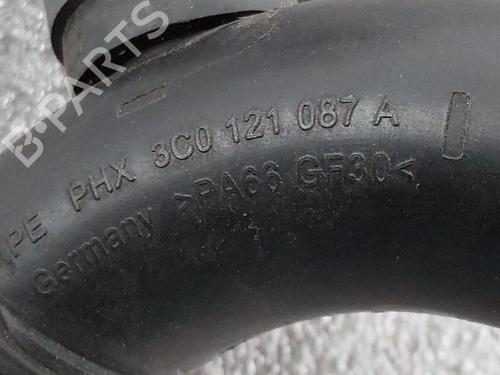 B-PARTS
PE PHX 3C0 121 087 A
Germany >PA66 GF30<